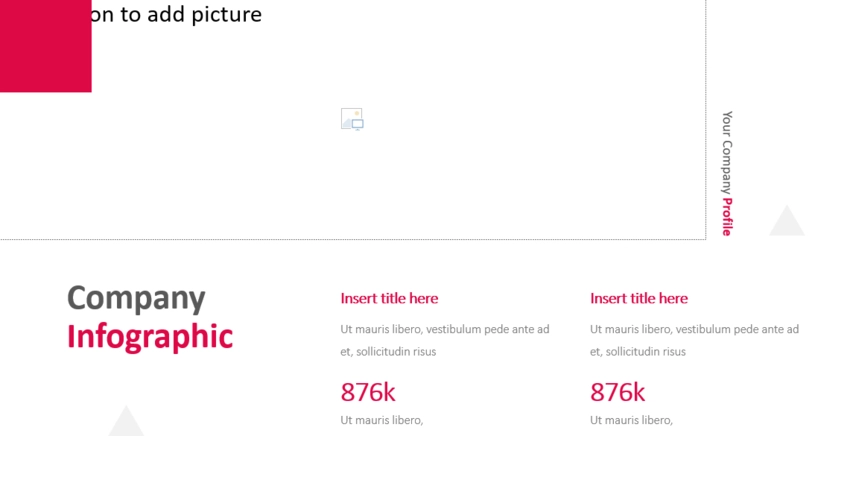 on to add picture
Your Company Profile
Company
Infographic
Insert title here
Ut mauris libero, vestibulum pede ante ad
et, sollicitudin risus
876k
Ut mauris libero,
Insert title here
Ut mauris libero, vestibulum pede ante ad
et, sollicitudin risus
876k
Ut mauris libero,